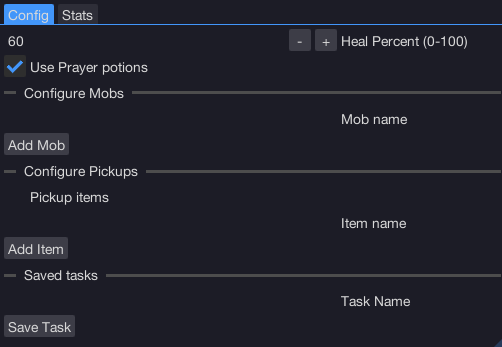 Config Stats
60 - + Heal Percent (0-100)
Use Prayer potions
Configure Mobs
Mob name
Add Mob
Configure Pickups
Pickup items
Item name
Add Item
Saved tasks
Task Name
Save Task